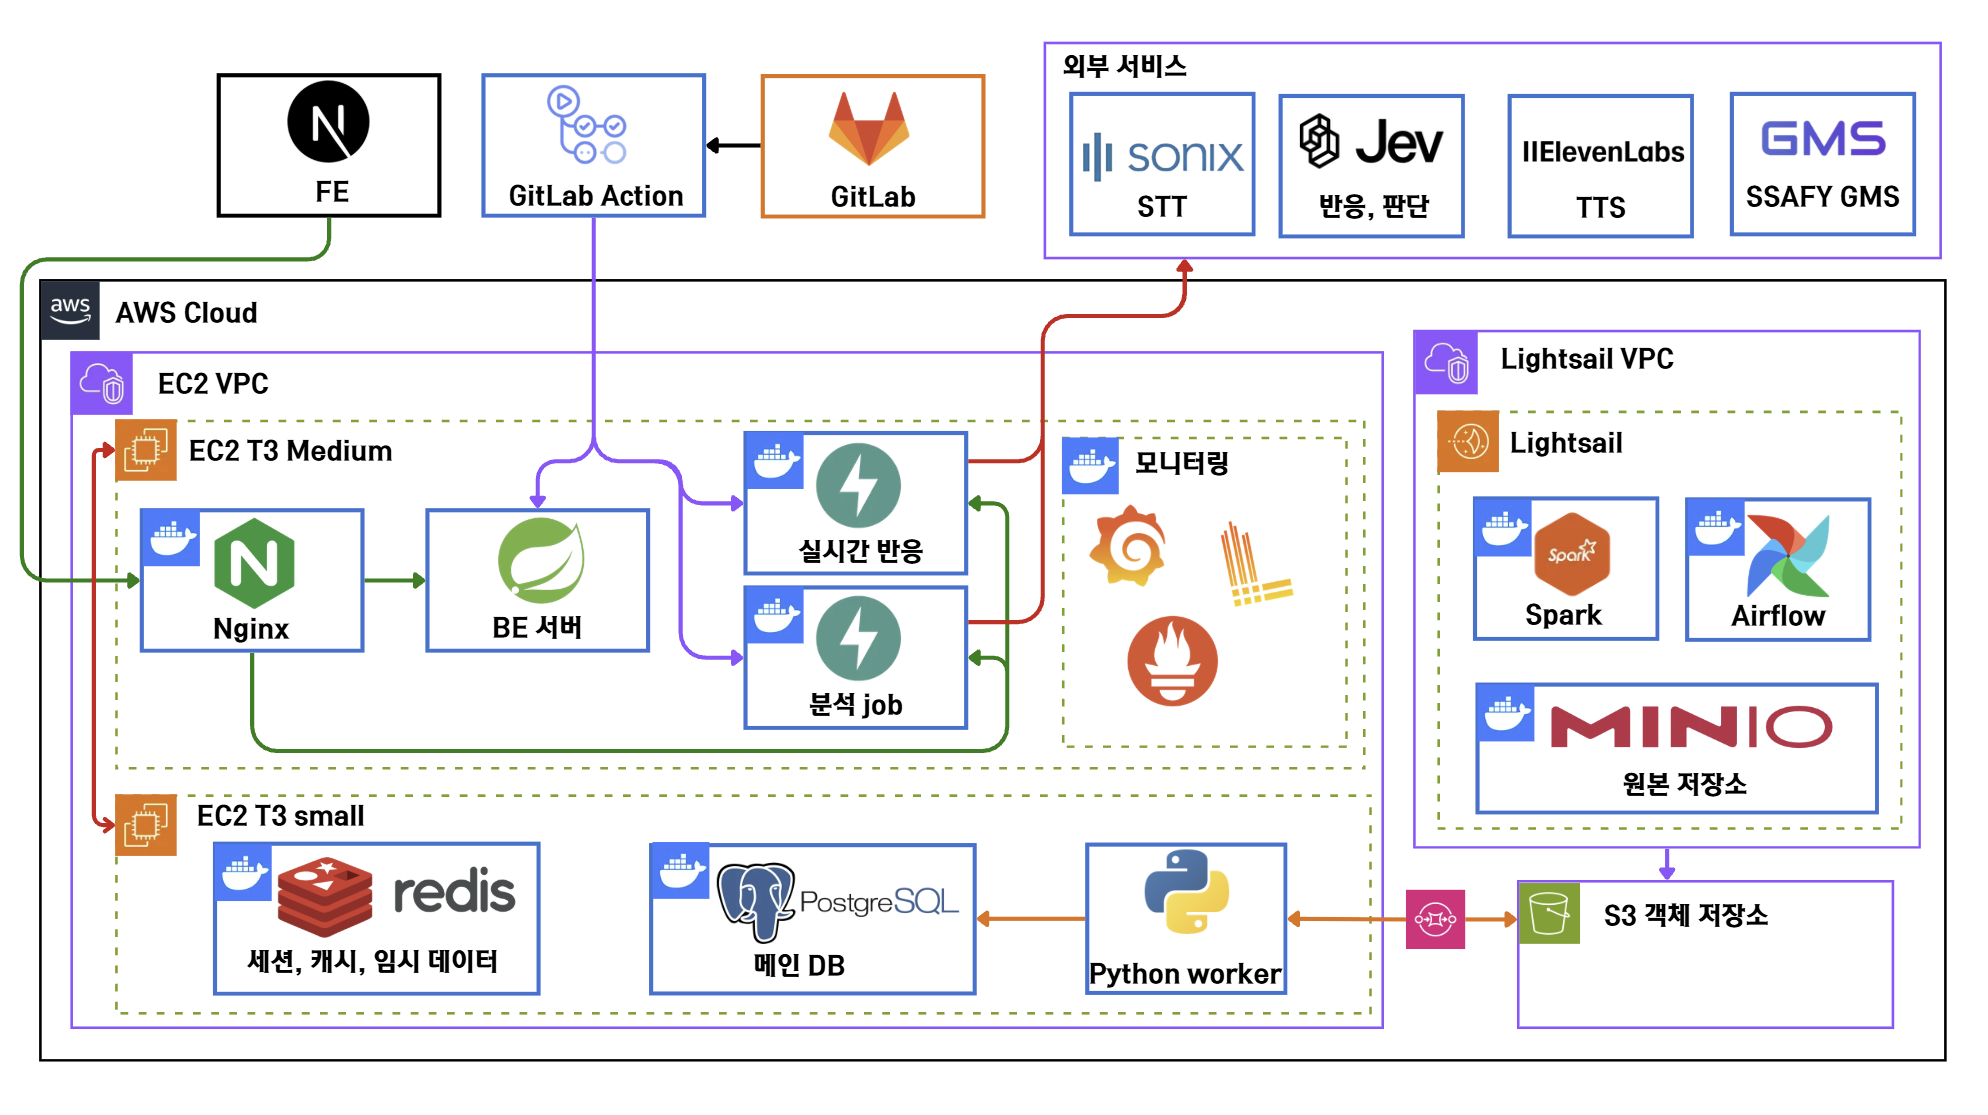 FE
GitLab Action
GitLab
외부 서비스
sonix
STT
Jev
반응, 판단
IIElevenLabs
TTS
GMS
SSAFY GMS
aws
AWS Cloud
EC2 VPC
EC2 T3 Medium
Nginx
BE 서버
실시간 반응
분석 job
모니터링
Lightsail VPC
Lightsail
Spark
Spark
Airflow
MINIO
원본 저장소
EC2 T3 small
redis
세션, 캐시, 임시 데이터
PostgreSQL
메인 DB
Python worker
S3 객체 저장소